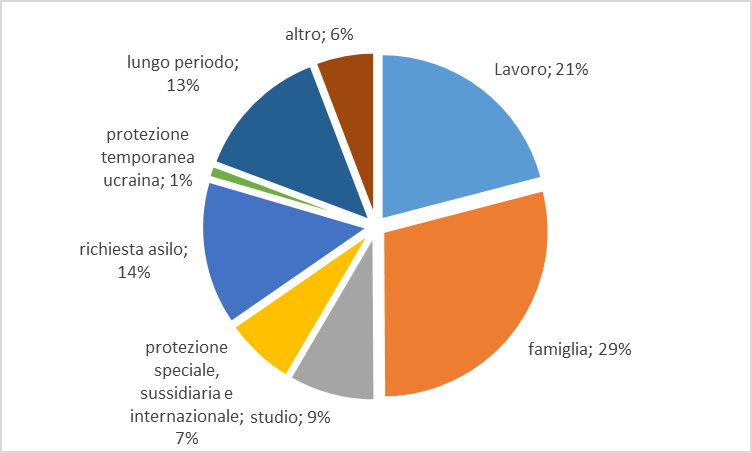 altro; 6%
Lavoro; 21%
lungo periodo;
13%
protezione
temporanea
ucraina; 1%
richiesta asilo;
14%
famiglia; 29%
protezione
speciale,
sussidiaria e
internazionale;
7%
studio; 9%